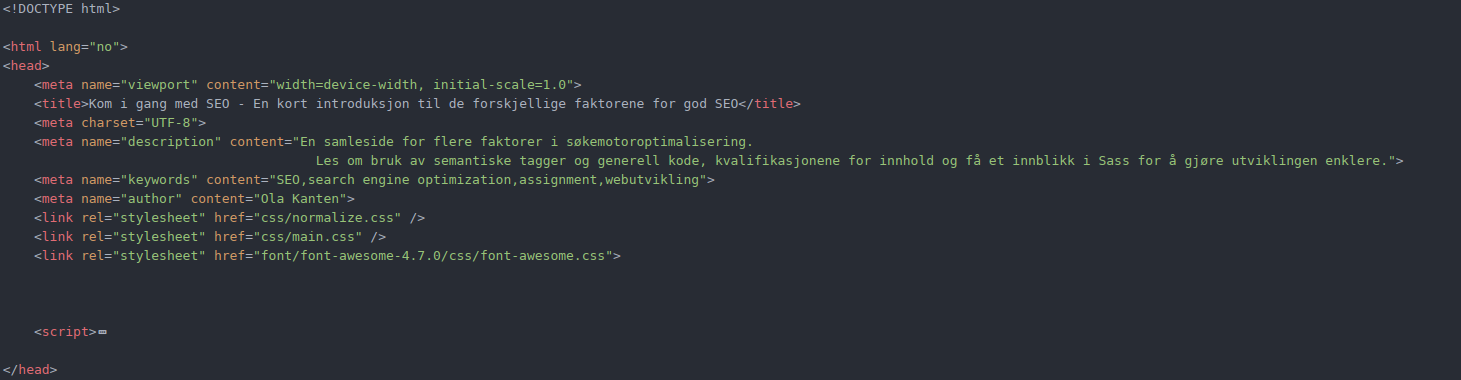 <!DOCTYPE html>
<html lang="no">
<head>
<meta name="viewport" content="width=device-width, initial-scale=1.0">
<title>Kom i gang med SEO - En kort introduksjon til de forskjellige faktorene for god SEO</title>
<meta charset="UTF-8">
<meta name="description" content="En samleside for flere faktorer i søkemotoroptimalisering.
Les om bruk av semantiske tagger og generell kode, kvalifikasjonene for innhold og få et innblikk i Sass for å gjøre utviklingen enklere.">
<meta name="keywords" content="SEO,search engine optimization,assignment,webutvikling">
<meta name="author" content="Ola Kanten">
<link rel="stylesheet" href="css/normalize.css" />
<link rel="stylesheet" href="css/main.css" />
<link rel="stylesheet" href="font/font-awesome-4.7.0/css/font-awesome.css">
<script>
</head>